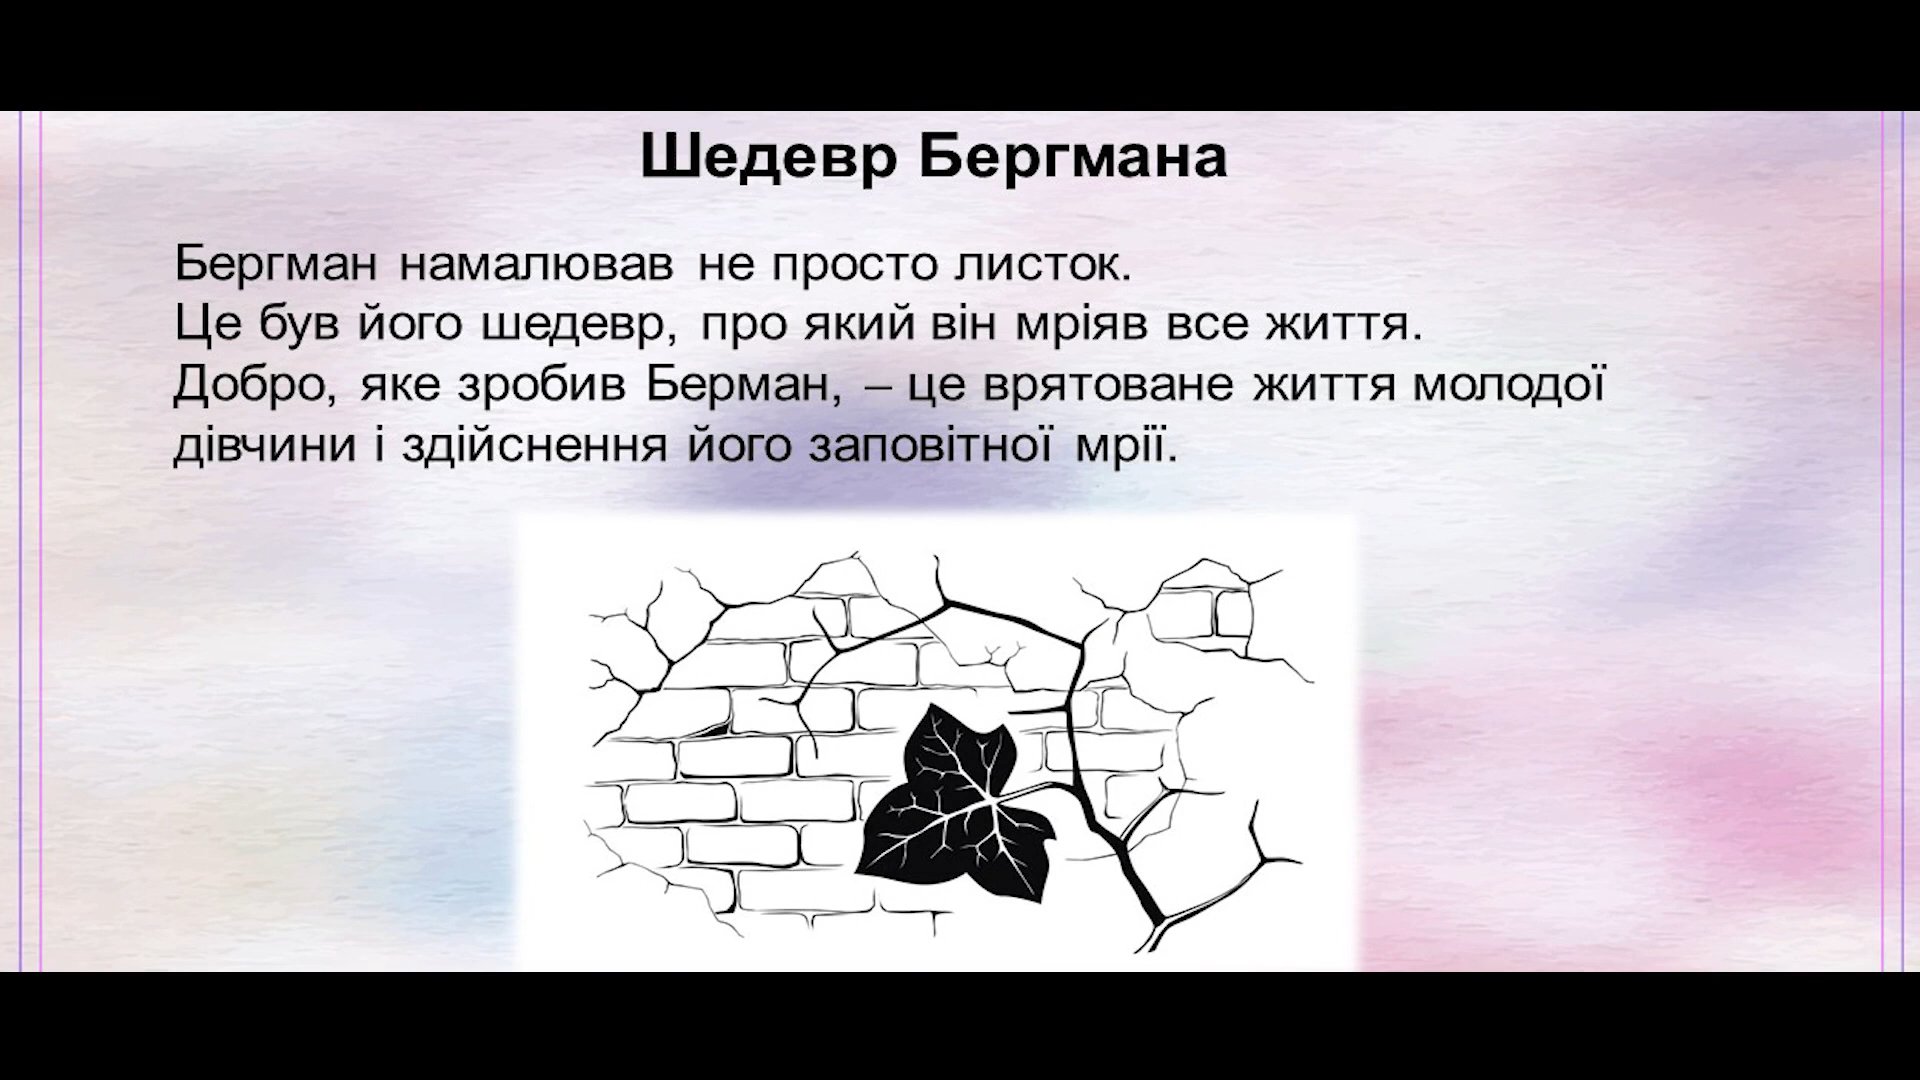 Шедевр Бергмана
Бергман намалював не просто листок.
Це був його шедевр, про який він мріяв все життя.
Добро, яке зробив Берман, – це врятоване життя молодої
дівчини і здійснення його заповітної мрії.